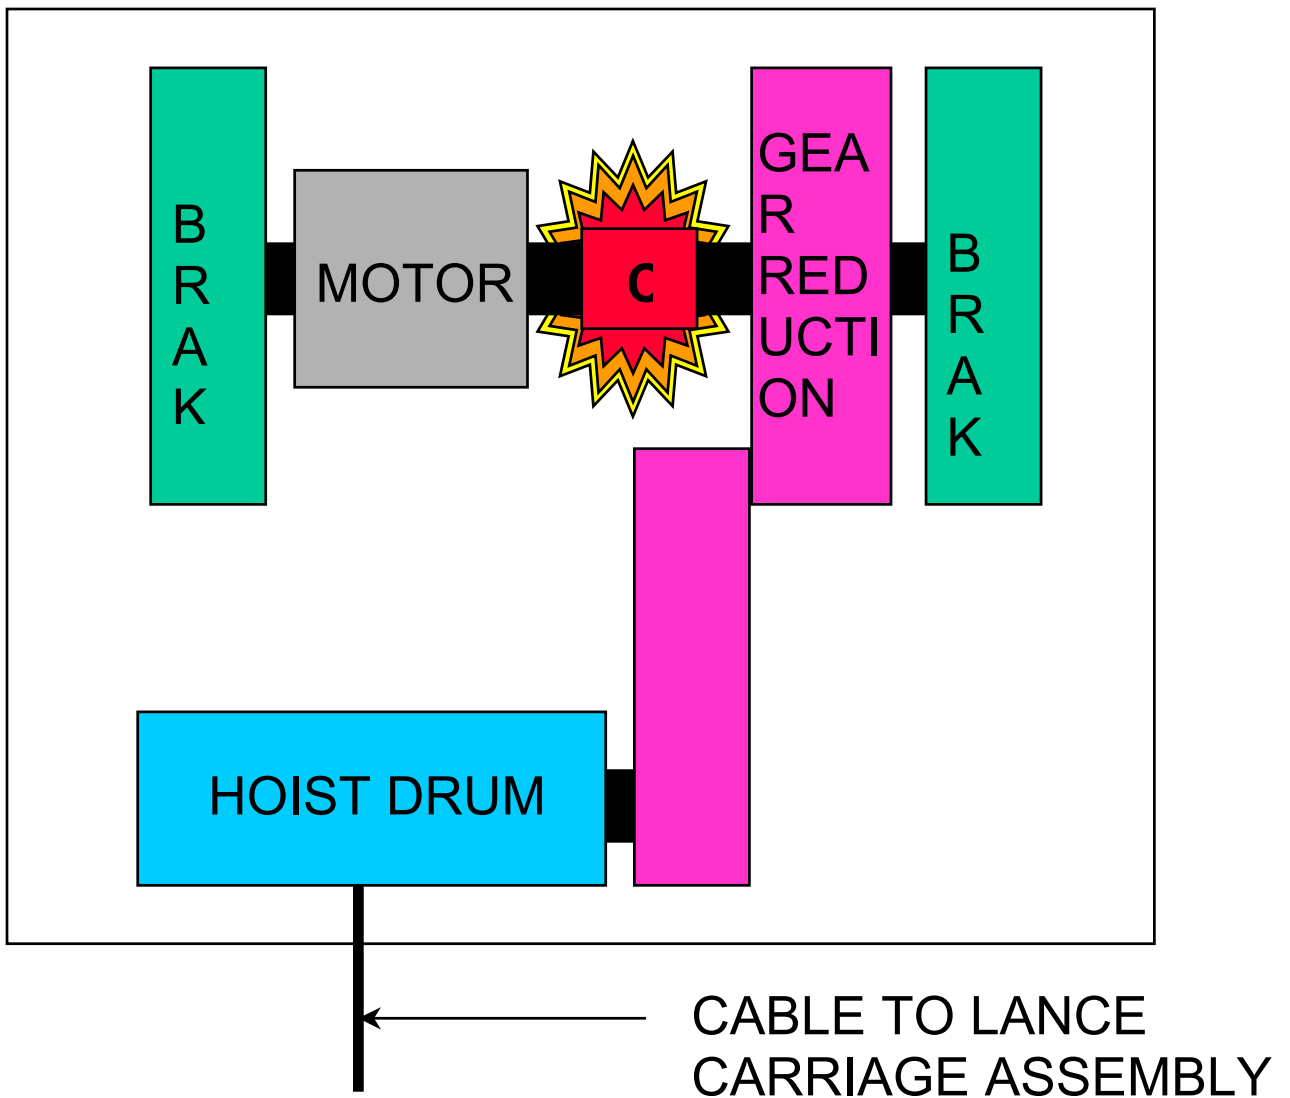 B
R
A
K
MOTOR
C
GEA
R
RED
UCTI
ON
B
R
A
K
HOIST DRUM
CABLE TO LANCE
CARRIAGE ASSEMBLY